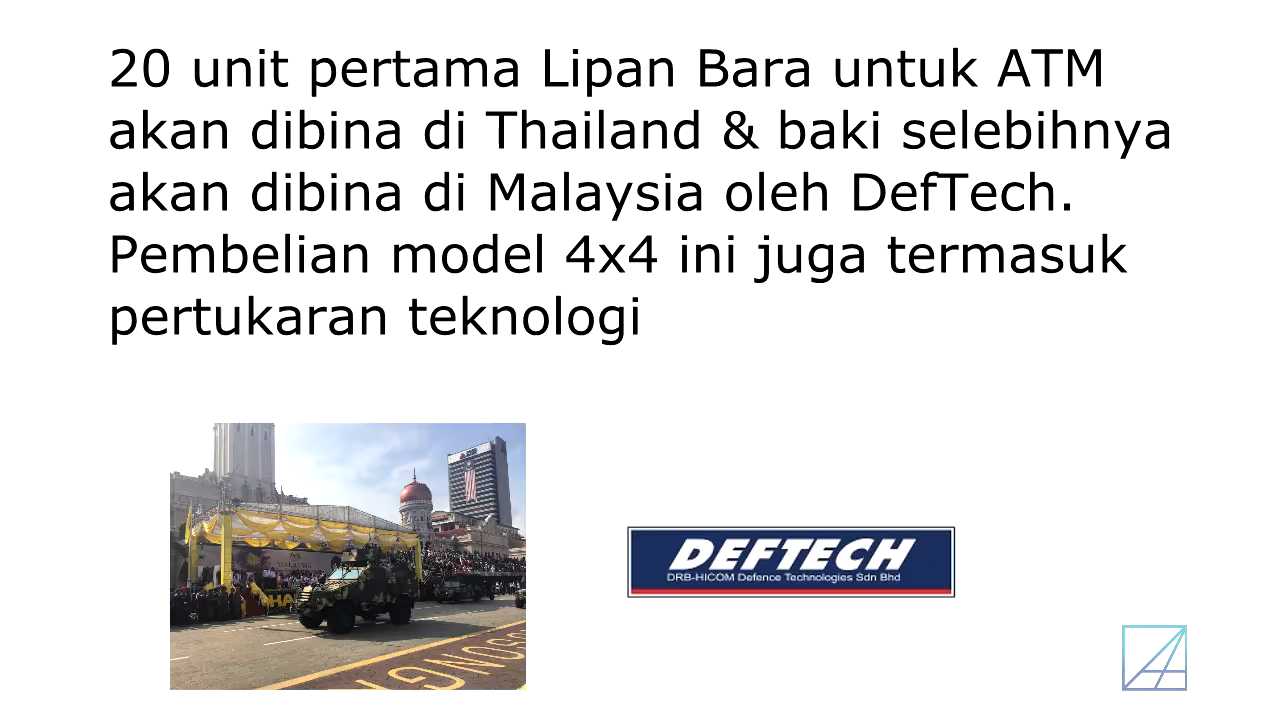 20 unit pertama Lipan Bara untuk ATM
akan dibina di Thailand & baki selebihnya
akan dibina di Malaysia oleh DefTech.
Pembelian model 4x4 ini juga termasuk
pertukaran teknologi
DEFTECH
DRB-HICOM Defence Technologies Sdn Bhd